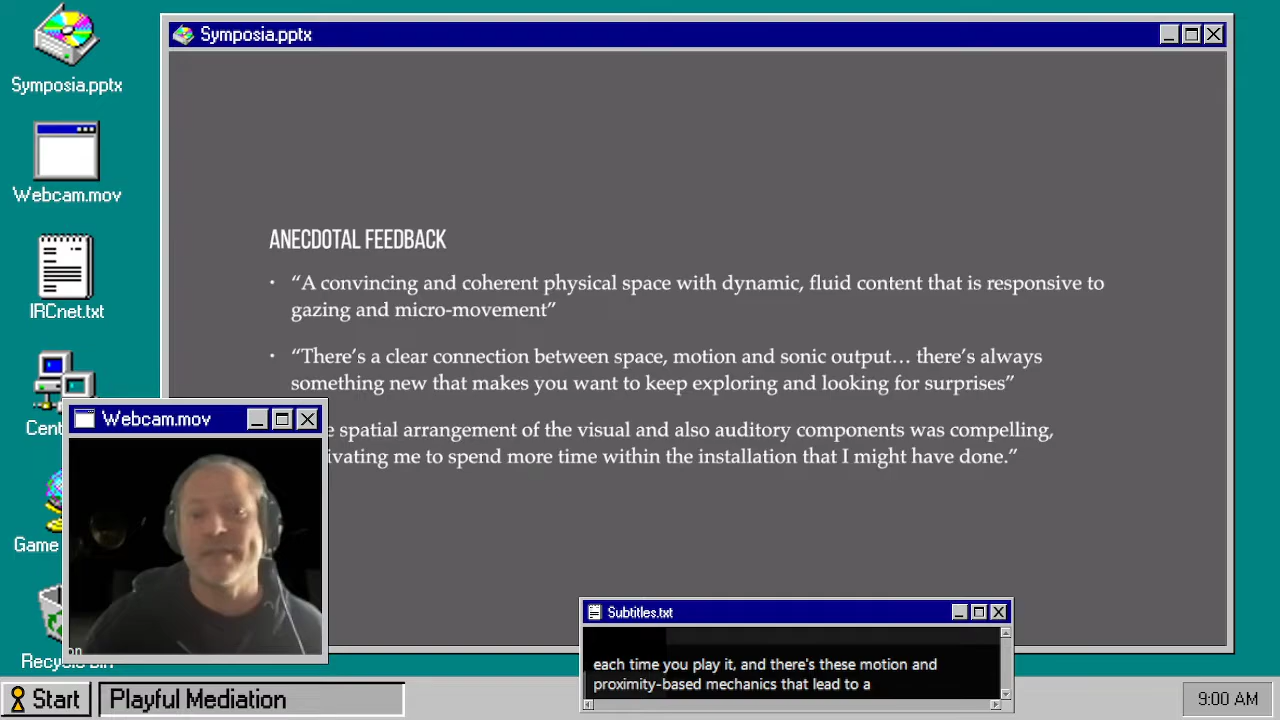 Symposia.pptx
Symposia.pptx
Webcam.mov
IRCnet.txt
ANECDOTAL FEEDBACK
• “A convincing and coherent physical space with dynamic, fluid content that is responsive to
gazing and micro-movement”
• “There’s a clear connection between space, motion and sonic output… there’s always
something new that makes you want to keep exploring and looking for surprises”
spatial arrangement of the visual and also auditory components was compelling,
me to spend more time within the installation that I might have done.”
Cent
Webcam.mov
Game
Recy
on
Subtitles.txt
each time you play it, and there's these motion and
proximity-based mechanics that lead to a
Start
Playful Mediation
9:00 AM